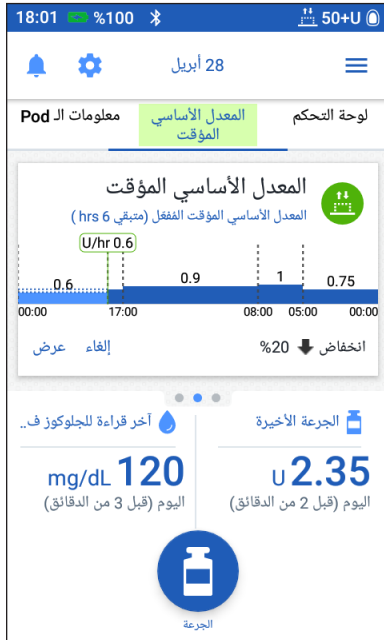 18:01 %100 50+U
28 أبريل
لوحة التحكم
المعدل الأساسي
المؤقت
معلومات الـ Pod
المعدل الأساسي المؤقت
المعدل الأساسي المؤقت المُفعّل (متبقي 6 hrs )
U/hr 0.6
0.6 0.9 1 0.75
00:00 17:00 08:00 05:00 00:00
انخفاض 20%
إلغاء
عرض
الجرعة الأخيرة
2.35 U
اليوم (قبل 2 من الدقائق)
آخر قراءة للجلوكوز ف..
120 mg/dL
اليوم (قبل 3 من الدقائق)
الجرعة